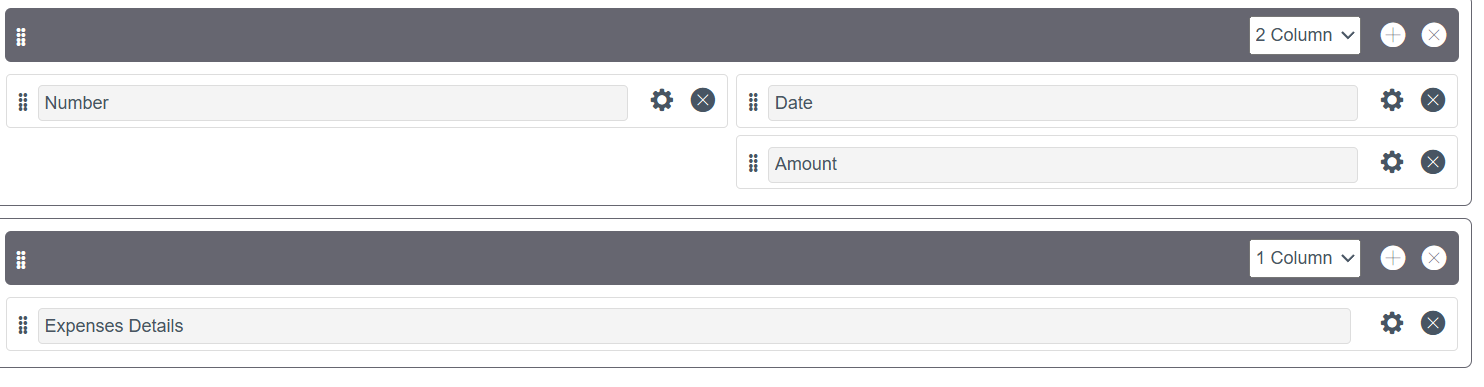 2 Column
Number
Date
Amount
1 Column
Expenses Details